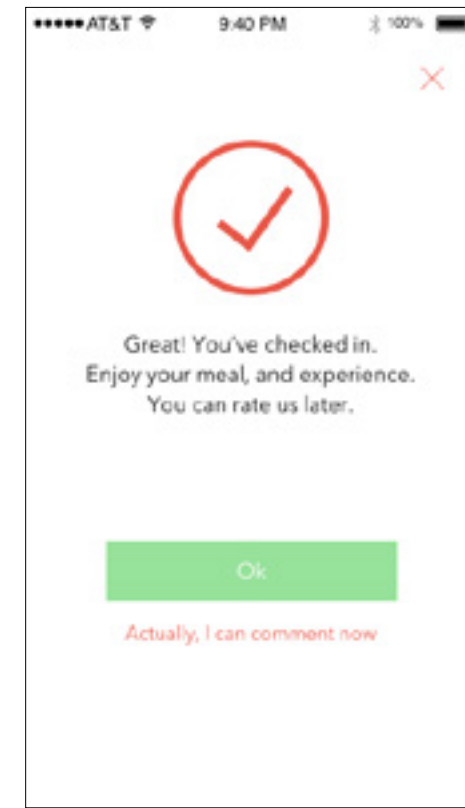 AT&T 9:40 PM 100%
Great! You've checked in.
Enjoy your meal, and experience.
You can rate us later.
Ok
Actually, I can comment now